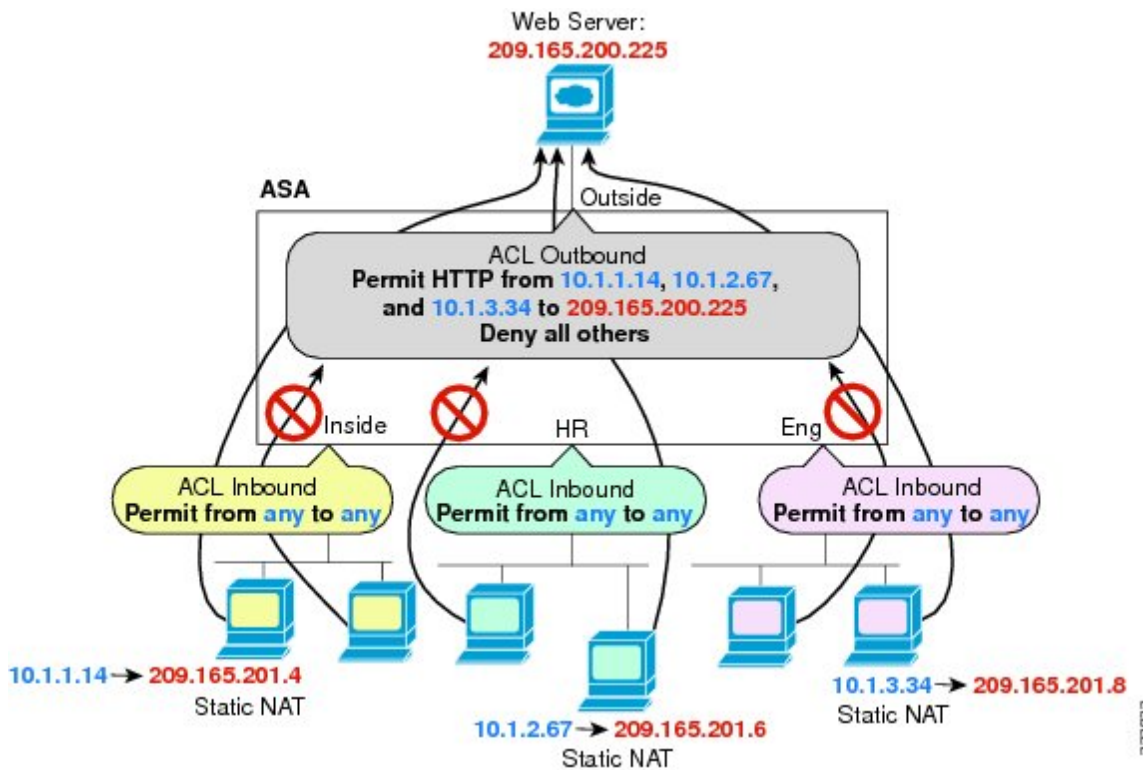 Web Server:
209.165.200.225
ASA
Outside
ACL Outbound
Permit HTTP from 10.1.1.14, 10.1.2.67,
and 10.1.3.34 to 209.165.200.225
Deny all others
Inside
HR
Eng
ACL Inbound
Permit from any to any
ACL Inbound
Permit from any to any
ACL Inbound
Permit from any to any
10.1.1.14 → 209.165.201.4
Static NAT
10.1.2.67 → 209.165.201.6
Static NAT
10.1.3.34 → 209.165.201.8
Static NAT